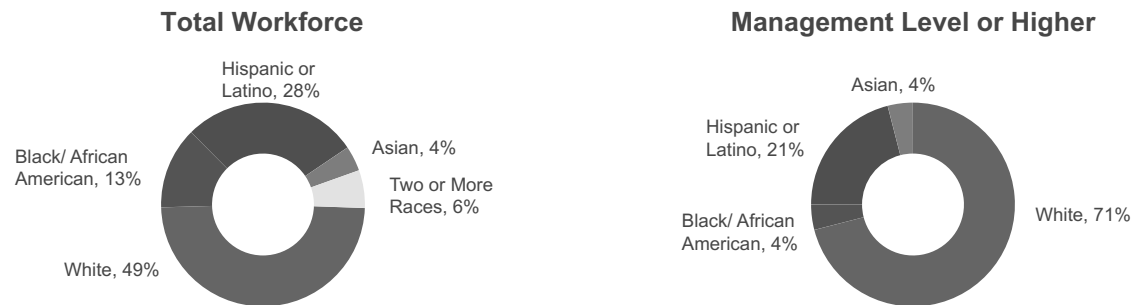 Total Workforce
Hispanic or
Latino, 28%
Asian, 4%
Black/ African
American, 13%
Two or More
Races, 6%
White, 49%
Management Level or Higher
Asian, 4%
Hispanic or
Latino, 21%
Black/ African
American, 4%
White, 71%